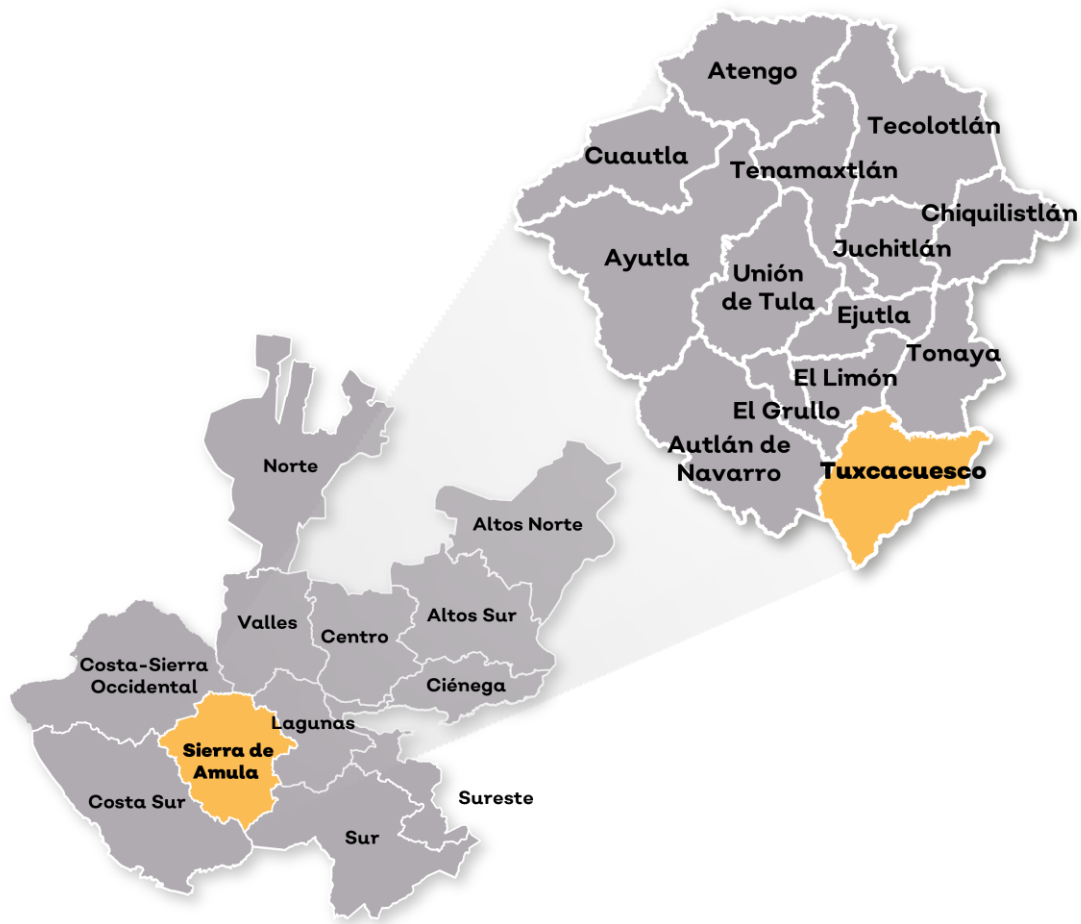 Atengo
Tecolotlán
Cuautla
Tenamaxtlán
Chiquilistlán
Juchitlán
Ayutla
Unión
de Tula
Ejutla
Tonaya
El Limón
El Grullo
Autlán de
Navarro
Tuxcacuesco
Norte
Altos Norte
Valles
Centro
Altos Sur
Costa-Sierra
Occidental
Ciénega
Lagunas
Sierra de
Amula
Costa Sur
Sureste
Sur